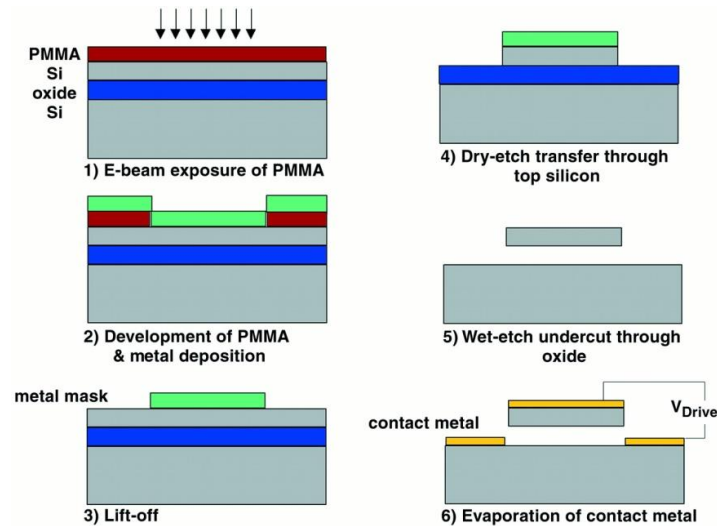 PMMA
Si
oxide
Si
1) E-beam exposure of PMMA
2) Development of PMMA
& metal deposition
metal mask
3) Lift-off
4) Dry-etch transfer through
top silicon
5) Wet-etch undercut through
oxide
contact metal
VDrive
6) Evaporation of contact metal